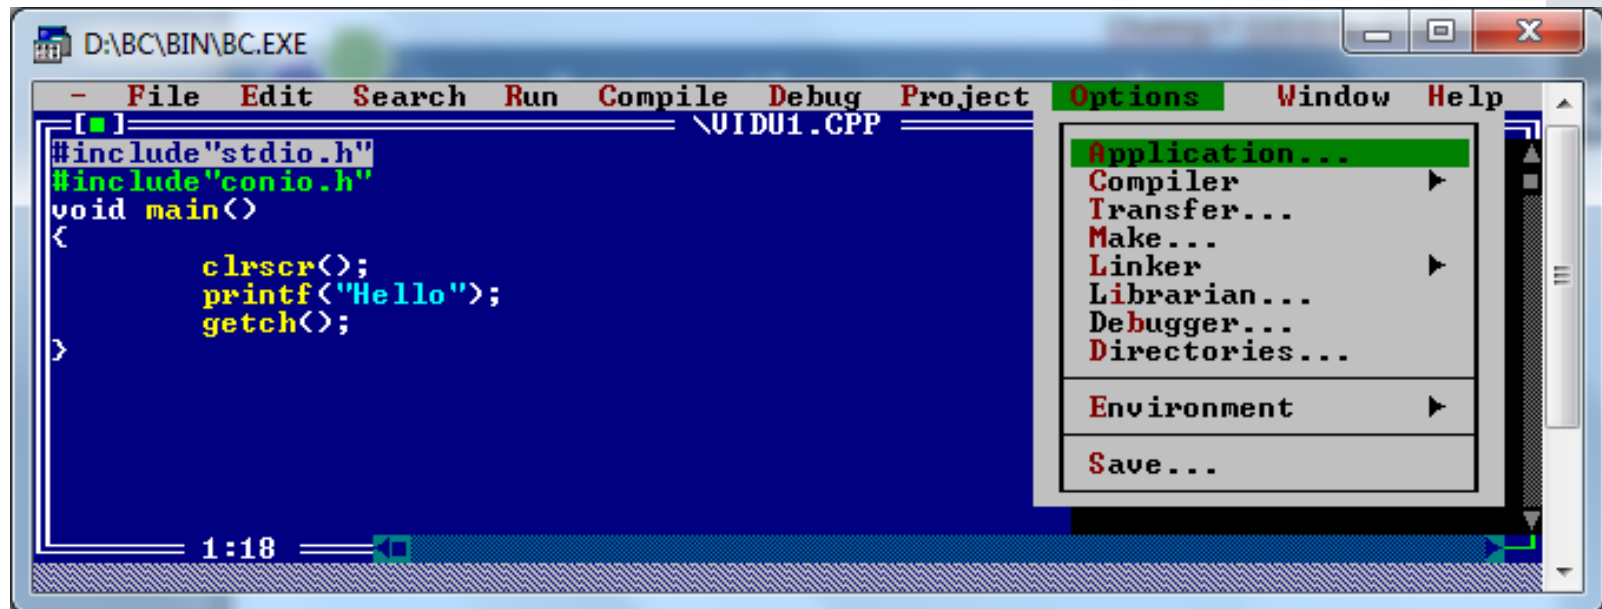 D:\BC\BIN\BC.EXE
- File Edit Search Run Compile Debug Project Options Window Help
[■] \VIDU1.CPP
#include"stdio.h"
#include"conio.h"
void main()
{
clrscr();
printf("Hello");
getch();
}
1:18
Application...
Compiler
Transfer...
Make...
Linker
Librarian...
Debugger...
Directories...
Environment
Save...